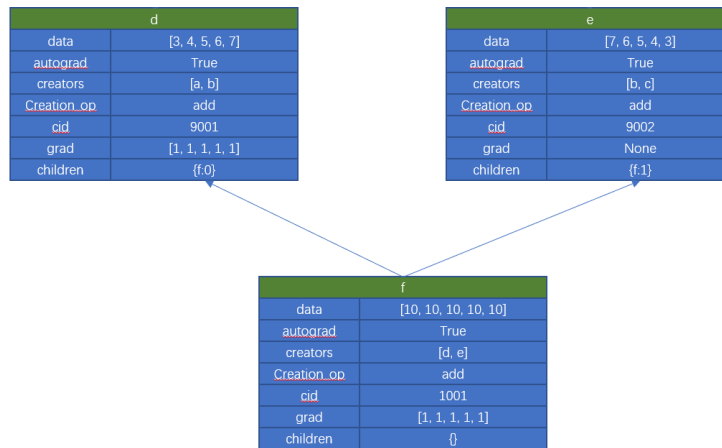 d
data [3, 4, 5, 6, 7]
autograd True
creators [a, b]
Creation_op add
cid 9001
grad [1, 1, 1, 1, 1]
children {f:0}
e
data [7, 6, 5, 4, 3]
autograd True
creators [b, c]
Creation_op add
cid 9002
grad None
children {f:1}
f
data [10, 10, 10, 10, 10]
autograd True
creators [d, e]
Creation_op add
cid 1001
grad [1, 1, 1, 1, 1]
children {}